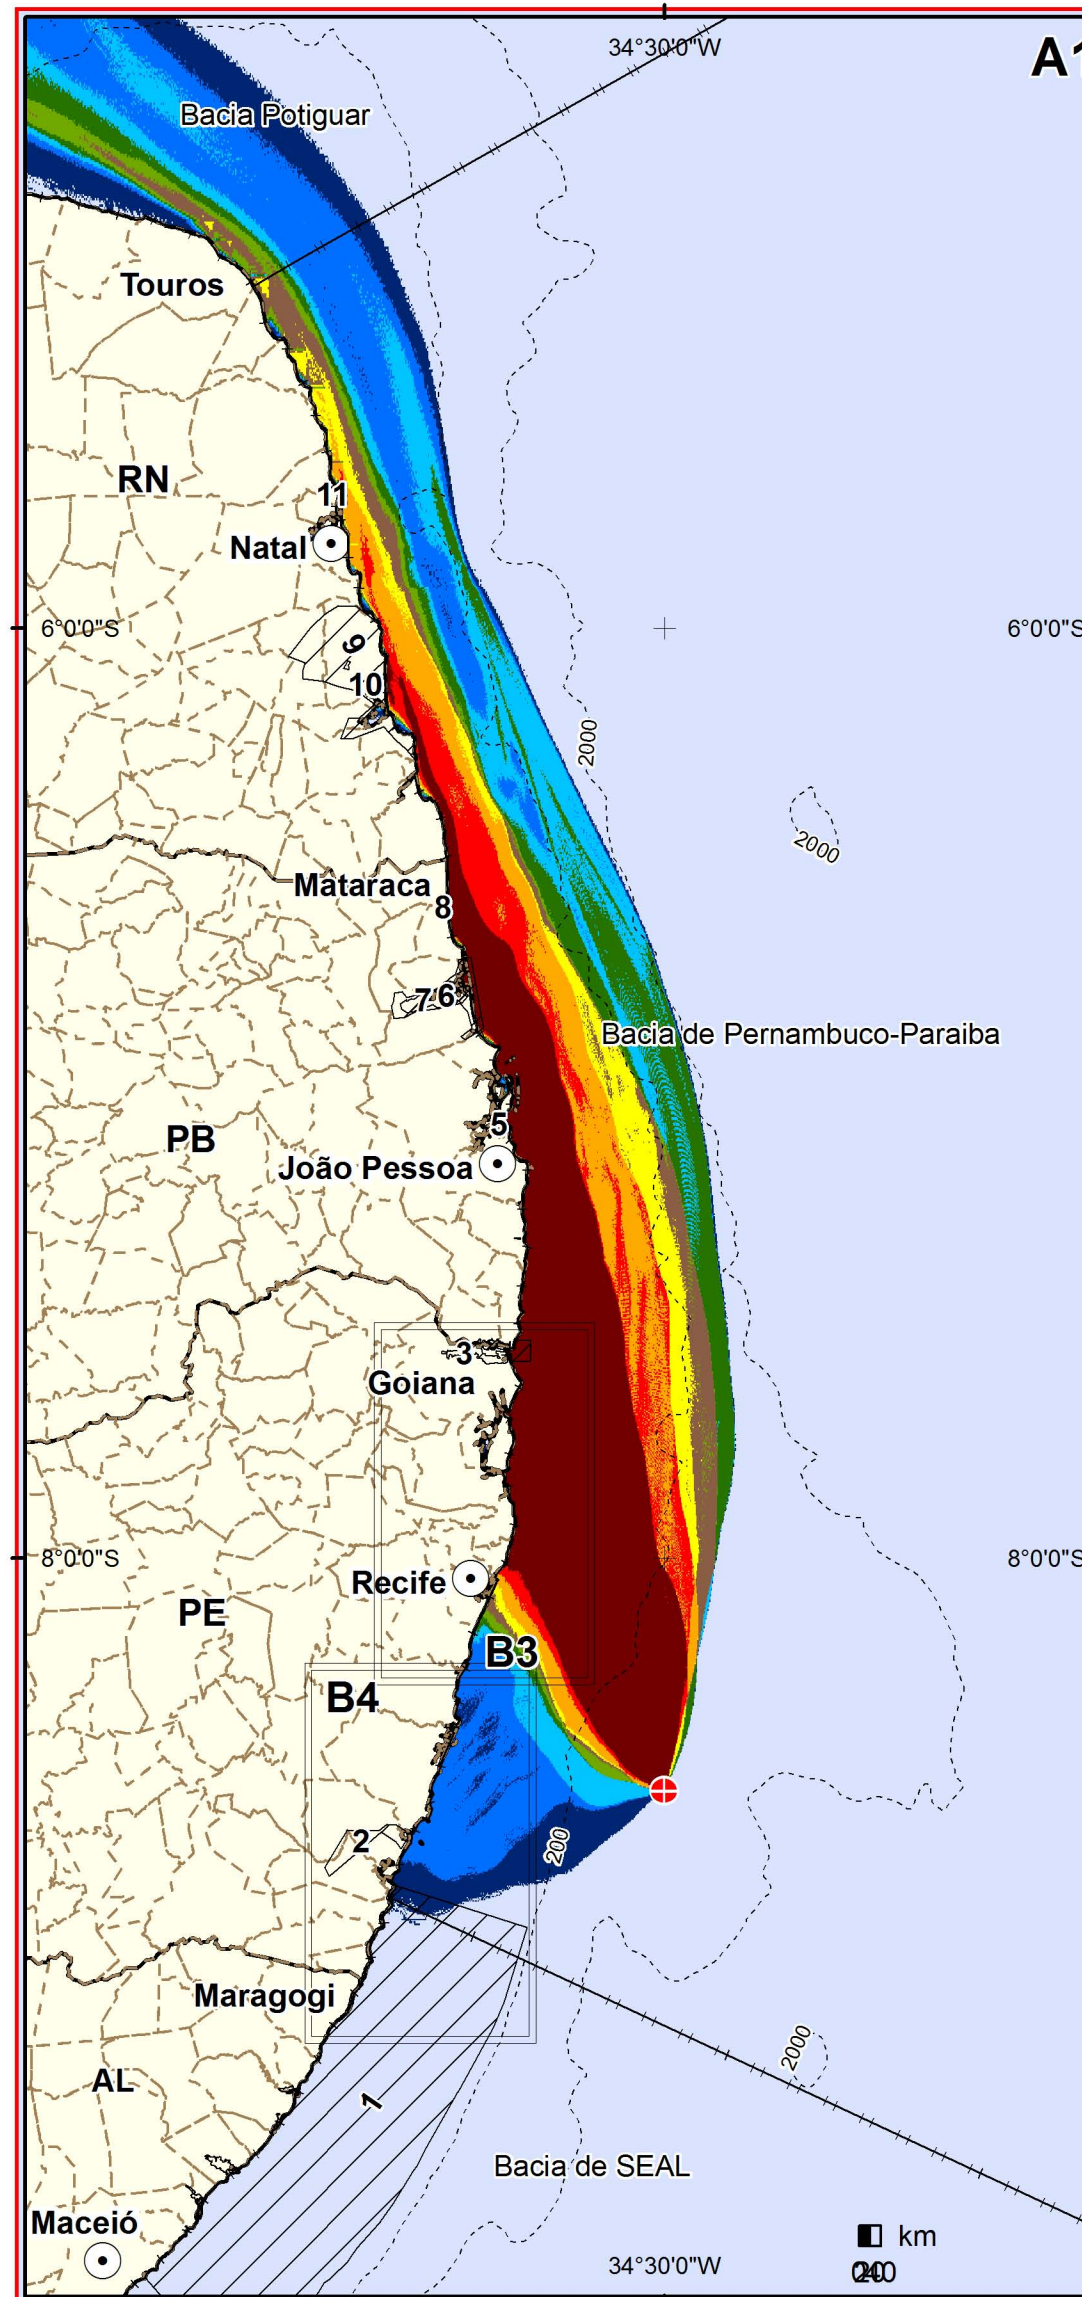 34°30'0"W
A1
Bacia Potiguar
Touros
RN
11
Natal
6°0'0"S
6°0'0"S
9
10
2000
2000
Mataraca
8
7
6
Bacia de Pernambuco-Paraiba
5
PB
João Pessoa
3
Goiana
8°0'0"S
8°0'0"S
Recife
PE
B3
B4
2
200
Maragogi
2000
AL
1
Bacia de SEAL
Maceió
km
34°30'0"W